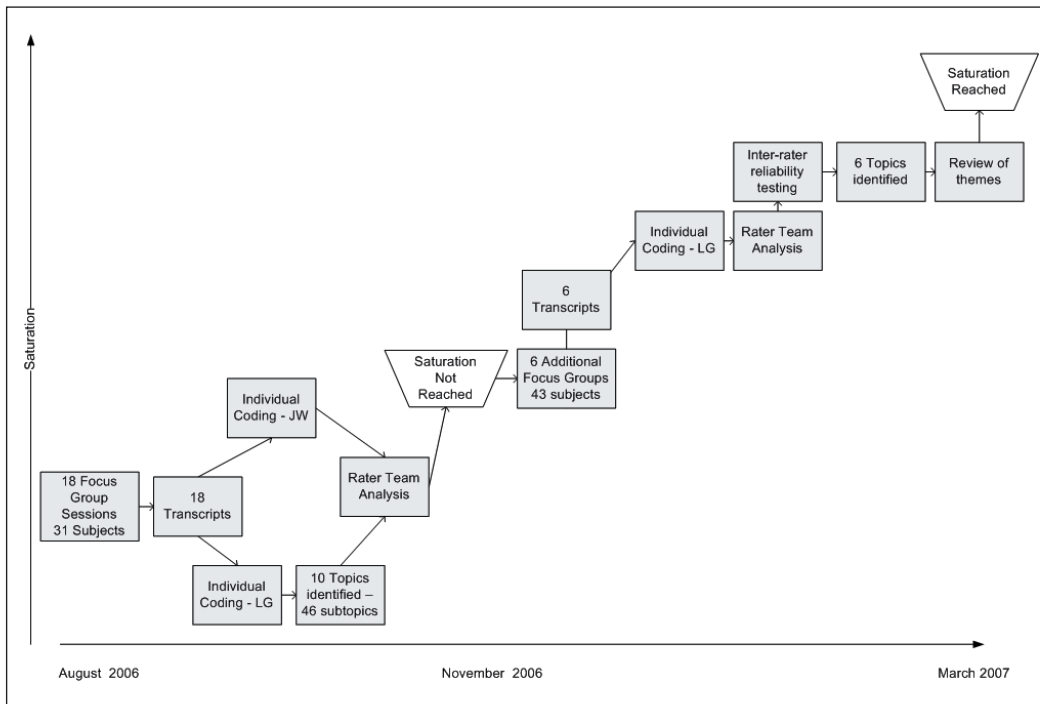 Saturation
Reached
Inter-rater
reliability
testing
6 Topics
identified
Review of
themes
Individual
Coding - LG
Rater Team
Analysis
6
Transcripts
Saturation
Saturation
Not
Reached
6 Additional
Focus Groups
43 subjects
Individual
Coding - JW
18 Focus
Group
Sessions
31 Subjects
18
Transcripts
Rater Team
Analysis
Individual
Coding - LG
10 Topics
identified –
46 subtopics
August 2006
November 2006
March 2007